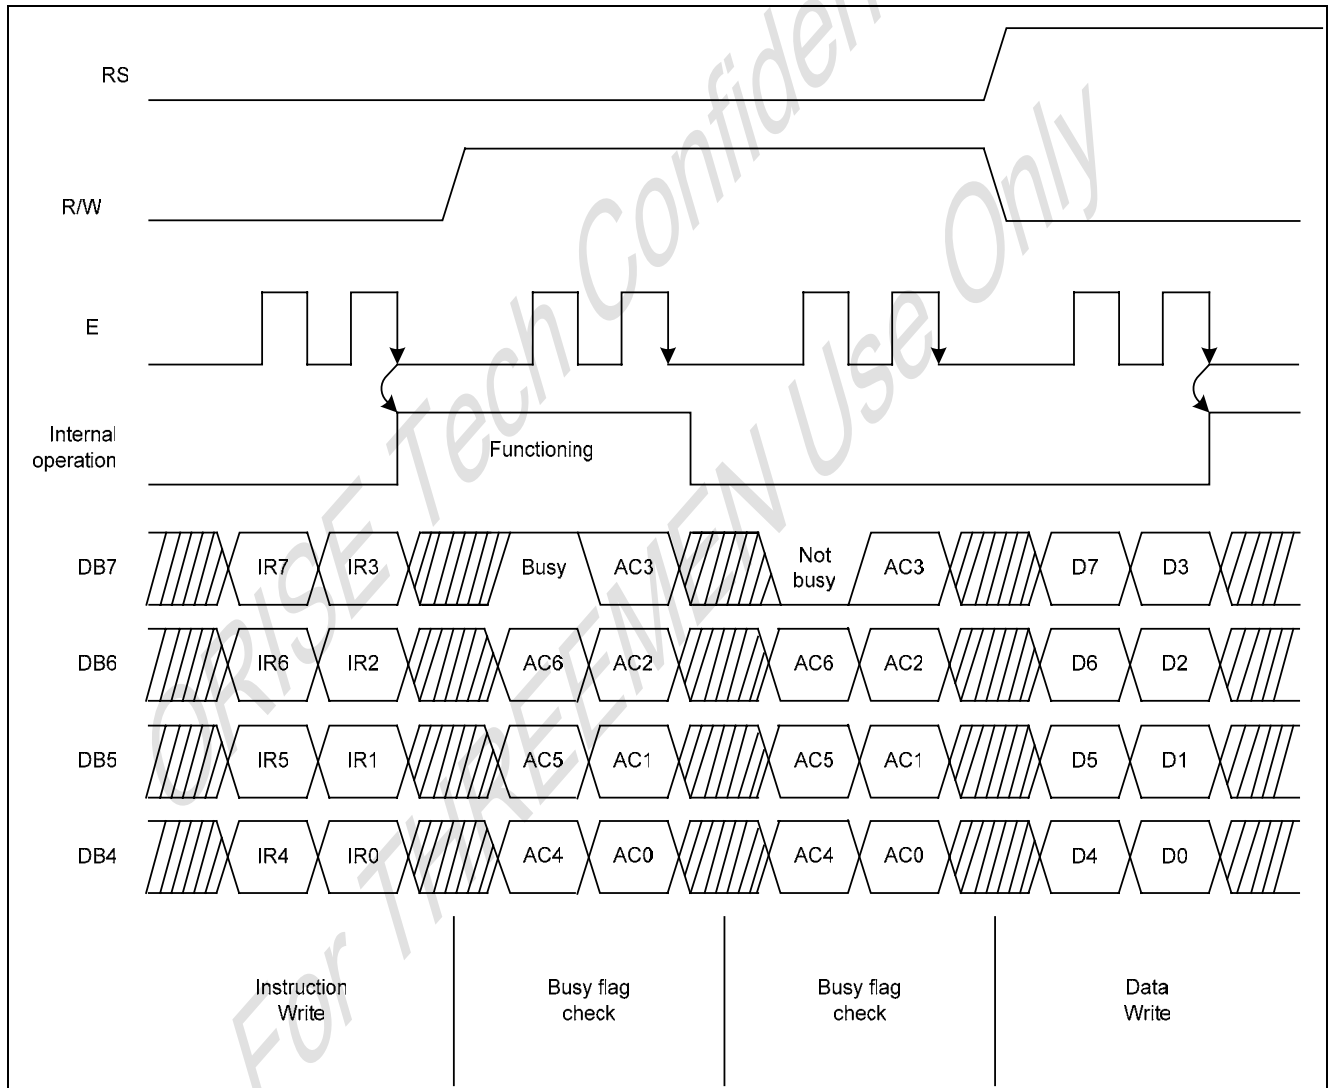 RS
R/W
E
Internal
operation
Functioning
DB7
IR7
IR3
Busy
AC3
Not
busy
AC3
D7
D3
DB6
IR6
IR2
AC6
AC2
AC6
AC2
D6
D2
DB5
IR5
IR1
AC5
AC1
AC5
AC1
D5
D1
DB4
IR4
IR0
AC4
AC0
AC4
AC0
D4
D0
Instruction
Write
Busy flag
check
Busy flag
check
Data
Write
ORISE Tech Confiden
For THREEMEN Use Only